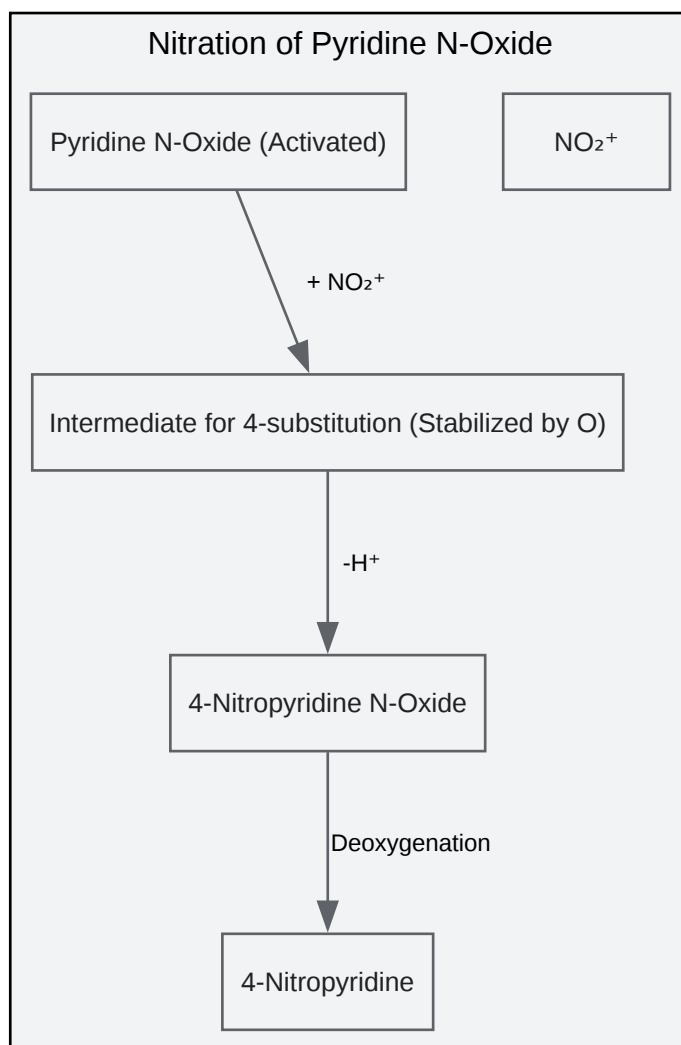 Nitration of Pyridine N-Oxide
Pyridine N-Oxide (Activated)
NO₂⁺
+ NO₂⁺
Intermediate for 4-substitution (Stabilized by O)
-H⁺
4-Nitropyridine N-Oxide
Deoxygenation
4-Nitropyridine